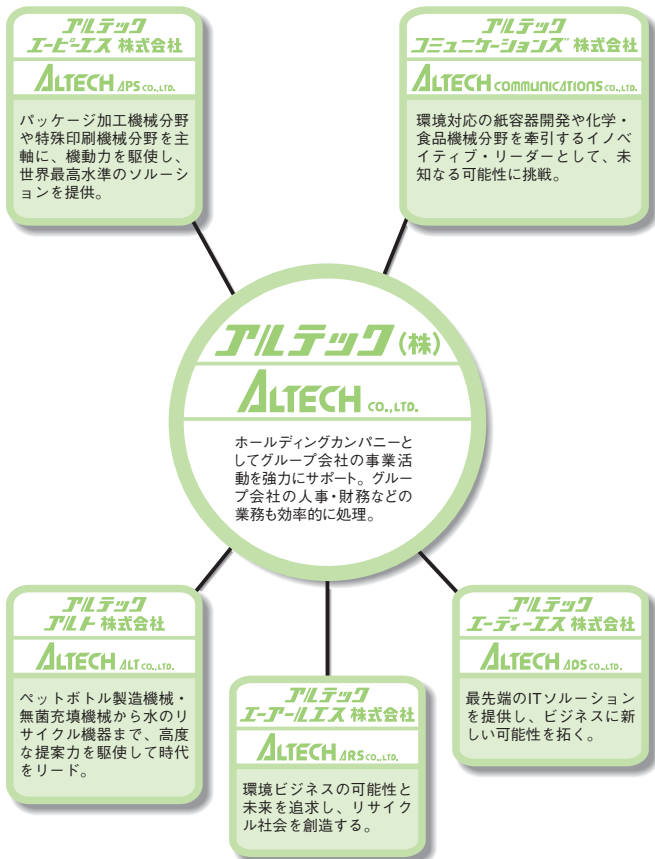 アルテック
エーピーエス 株式会社
ALTECH APS CO.,LTD.
パッケージ加工機械分野
や特殊印刷機械分野を主
軸に、機動力を駆使し、
世界最高水準のソルーシ
ョンを提供。
アルテック
コミュニケーションズ 株式会社
ALTECH COMMUNICATIONS CO.,LTD.
環境対応の紙容器開発や化学・
食品機械分野を牽引するイノベ
イティブ・リーダーとして、未
知なる可能性に挑戦。
アルテック(株)
ALTECH CO.,LTD.
ホールディングカンパニーと
してグループ会社の事業活
動を強力にサポート。グルー
プ会社の人事・財務などの
業務も効率的に処理。
アルテック
アルト 株式会社
ALTECH ALT CO.,LTD.
ペットボトル製造機械・
無菌充填機械から水のリ
サイクル機器まで、高度
な提案力を駆使して時代
をリード。
アルテック
エーアールエス 株式会社
ALTECH ARS CO.,LTD.
環境ビジネスの可能性と
未来を追求し、リサイク
ル社会を創造する。
アルテック
エーディーエス 株式会社
ALTECH ADS CO.,LTD.
最先端のITソルーション
を提供し、ビジネスに新
しい可能性を拓く。